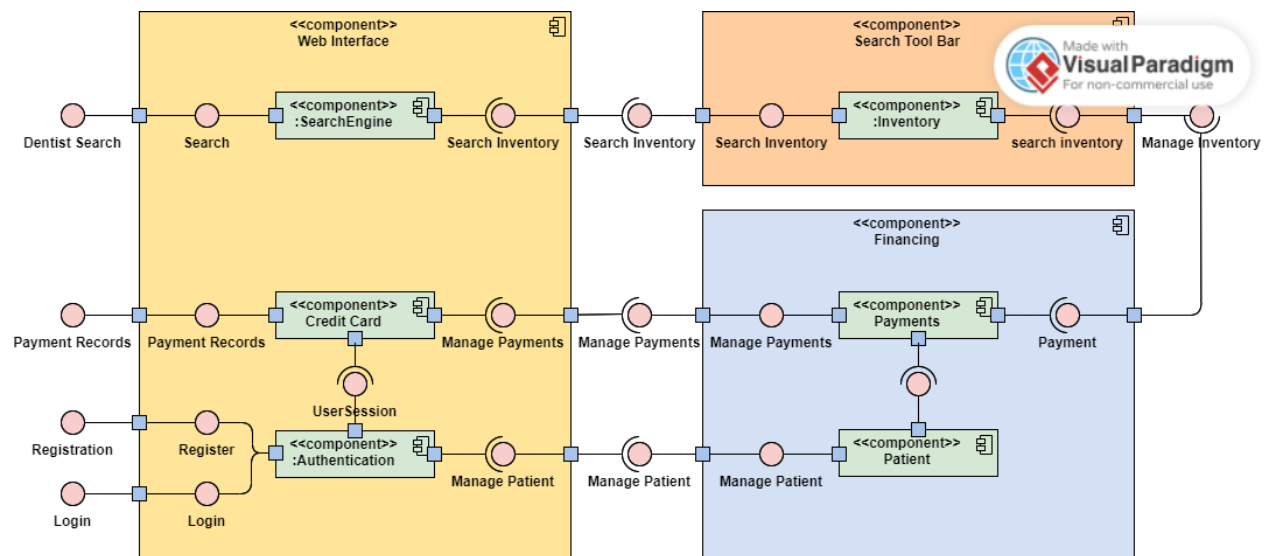 <<component>>
Web Interface
<<component>>
Search Tool Bar
Made with
VisualParadigm
For non-commercial use
<<component>>
:SearchEngine
<<component>>
:Inventory
Dentist Search
Search
Search Inventory
Search Inventory
Search Inventory
search inventory
Manage Inventory
<<component>>
Financing
<<component>>
Credit Card
<<component>>
Payments
Payment Records
Payment Records
Manage Payments
Manage Payments
Manage Payments
Payment
UserSession
Registration
Register
<<component>>
:Authentication
<<component>>
Patient
Manage Patient
Manage Patient
Manage Patient
Login
Login